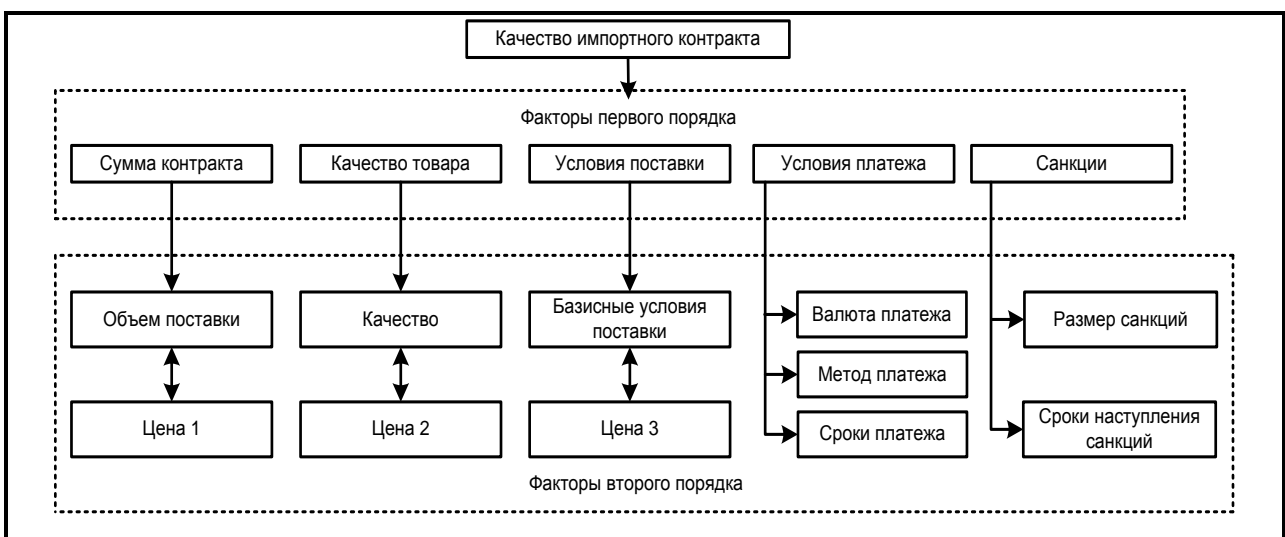 Качество импортного контракта
Факторы первого порядка
Сумма контракта
Качество товара
Условия поставки
Условия платежа
Санкции
Объем поставки
Качество
Базисные условия
поставки
Валюта платежа
Размер санкций
Метод платежа
Цена 1
Цена 2
Цена 3
Сроки платежа
Сроки наступления
санкций
Факторы второго порядка